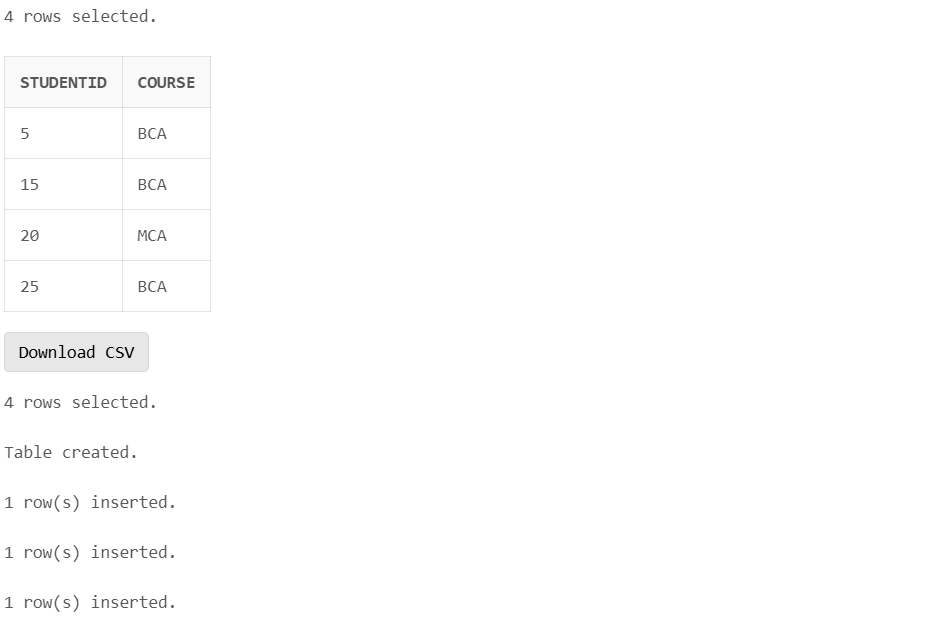 4 rows selected.
STUDENTID COURSE
5 BCA
15 BCA
20 MCA
25 BCA
Download CSV
4 rows selected.
Table created.
1 row(s) inserted.
1 row(s) inserted.
1 row(s) inserted.